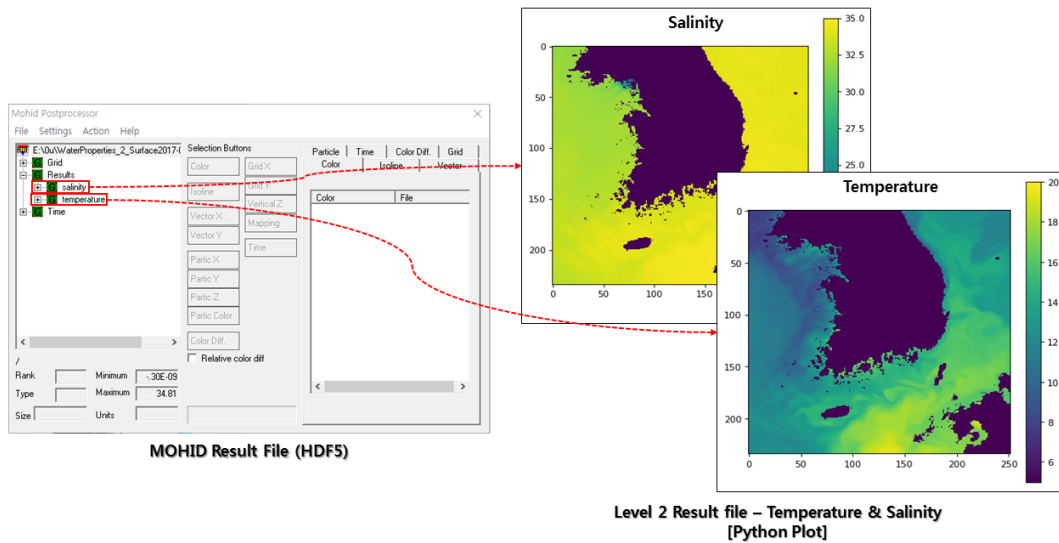 Mohid Postprocessor
File Settings Action Help
E:\0u\WaterProperties_2_Surface2017-
Grid
Results
salinity
temperature
Time
/
Rank
Minimum
-.30E-09
Type
Maximum
34.81
Size
Units
Selection Buttons
Color
Grid X
Isoline
Grid Y
Vertical Z
Vector X
Mapping
Vector Y
Time
Partic X
Partic Y
Partic Z
Partic Color
Color Diff.
Relative color diff
Particle Time Color Diff. Grid
Color Isoline Vector
Color File
MOHID Result File (HDF5)
Salinity
0
50
100
150
200
0 50 100 150
35.0
32.5
30.0
27.5
25.0
Temperature
0
50
100
150
200
0 50 100 150 200 250
20
18
16
14
12
10
8
6
Level 2 Result file – Temperature & Salinity
[Python Plot]